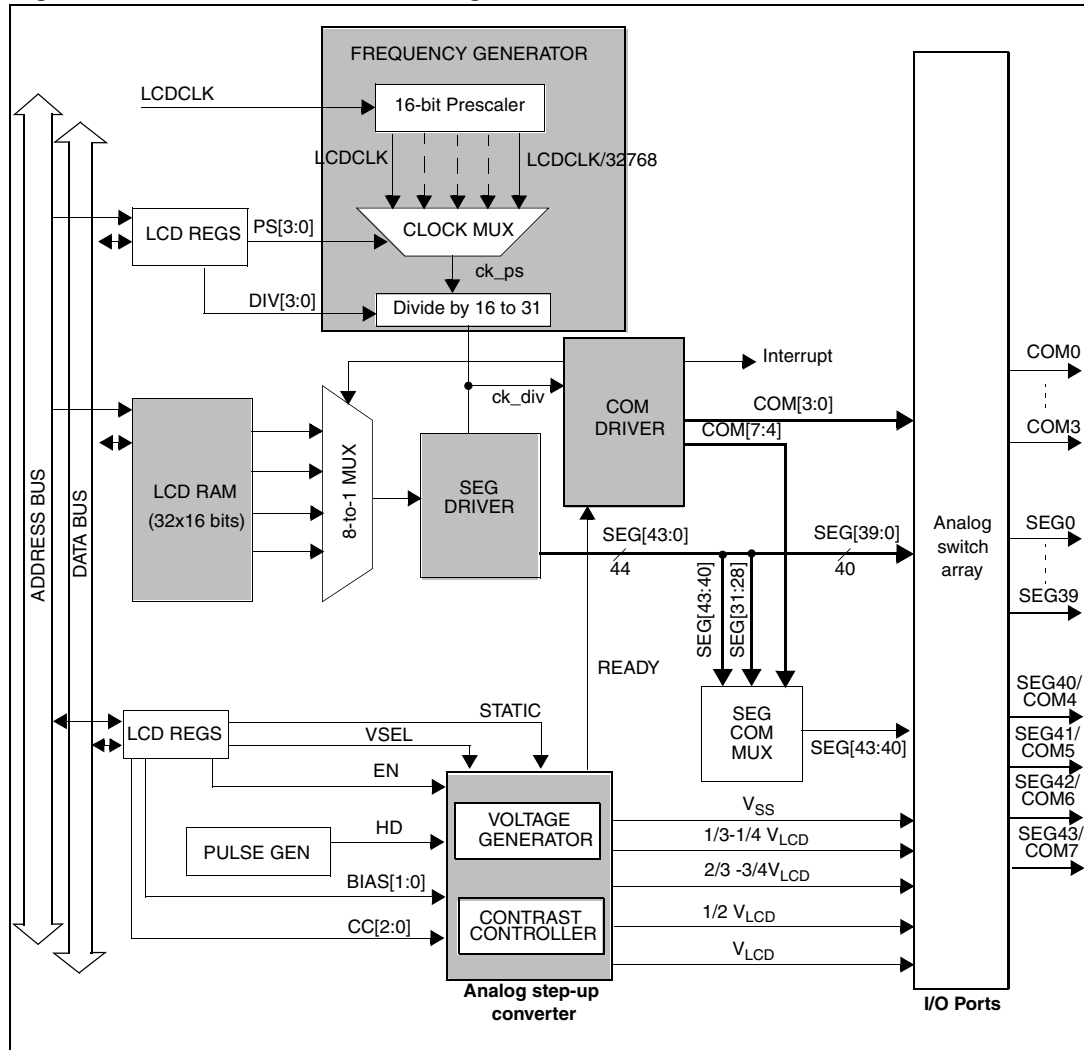 FREQUENCY GENERATOR
LCDCLK
16-bit Prescaler
LCDCLK
LCDCLK/32768
LCD REGS
PS[3:0]
CLOCK MUX
ck_ps
DIV[3:0]
Divide by 16 to 31
Interrupt
COM0
ck_div
COM
DRIVER
COM[3:0]
COM[7:4]
COM3
ADDRESS BUS
DATA BUS
LCD RAM
(32x16 bits)
8-to-1 MUX
SEG
DRIVER
SEG[43:0]
44
SEG[39:0]
40
Analog
switch
array
SEG0
SEG39
SEG[43:40]
SEG[31:28]
READY
SEG
COM
MUX
SEG[43:40]
SEG40/
COM4
SEG41/
COM5
SEG42/
COM6
SEG43/
COM7
LCD REGS
STATIC
VSEL
EN
PULSE GEN
HD
BIAS[1:0]
CC[2:0]
VOLTAGE
GENERATOR
CONTRAST
CONTROLLER
VSS
1/3-1/4 VLCD
2/3 -3/4VLCD
1/2 VLCD
VLCD
Analog step-up
converter
I/O Ports